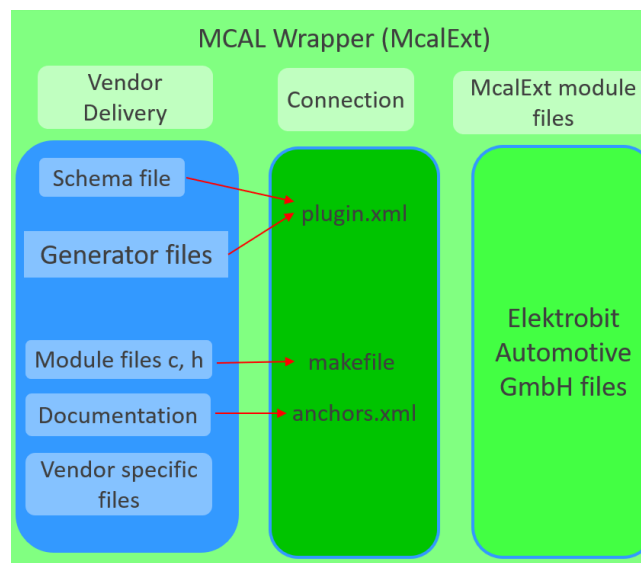 MCAL Wrapper (McalExt)
Vendor
Delivery
Connection
McalExt module
files
Schema file
plugin.xml
Generator files
Module files c, h
makefile
Documentation
anchors.xml
Vendor specific
files
Elektrobit
Automotive
GmbH files